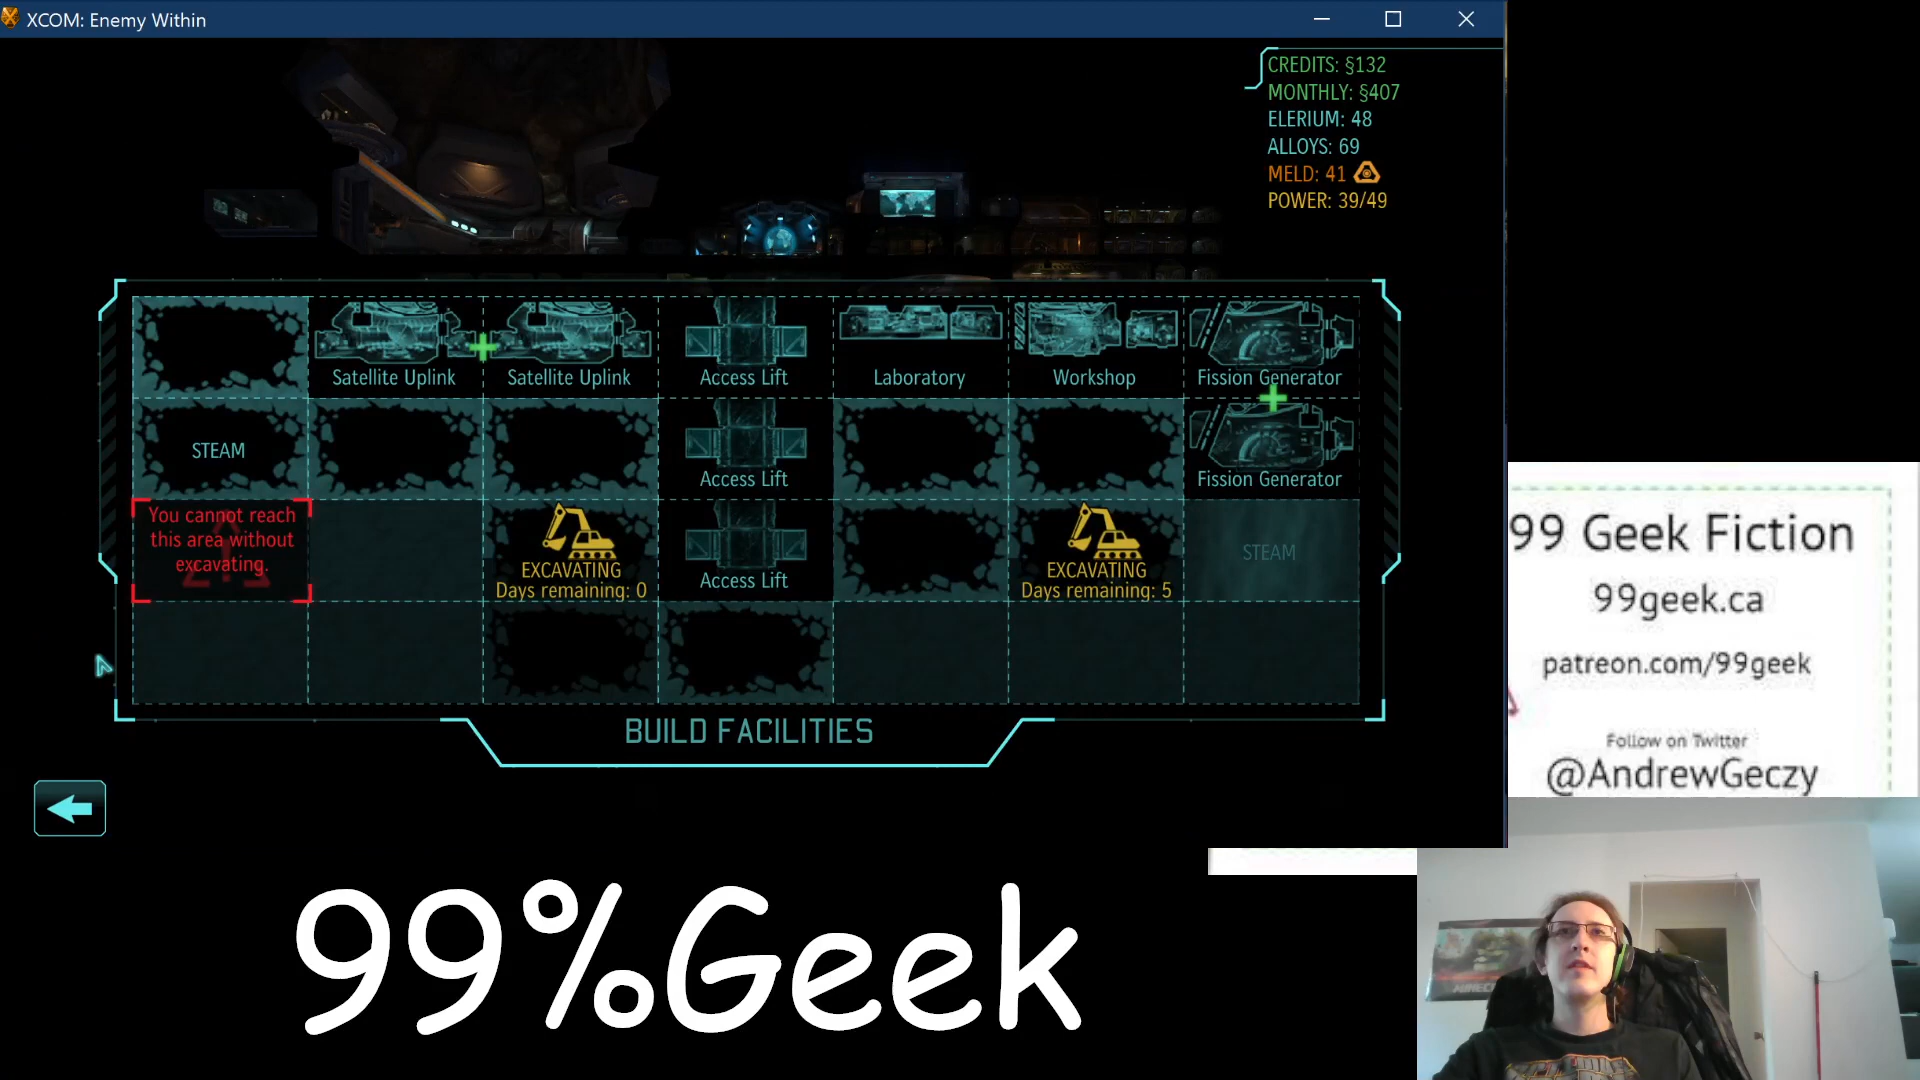 XCOM: Enemy Within
CREDITS: §132
MONTHLY: §407
ELERIUM: 48
ALLOYS: 69
MELD: 41
POWER: 39/49
Satellite Uplink
Satellite Uplink
Access Lift
Laboratory
Workshop
Fission Generator
STEAM
Access Lift
Fission Generator
You cannot reach
this area without
excavating.
EXCAVATING
Days remaining: 0
Access Lift
EXCAVATING
Days remaining: 5
STEAM
BUILD FACILITIES
99 Geek Fiction
99geek.ca
patreon.com/99geek
Follow on Twitter
@AndrewGeczy
99%Geek